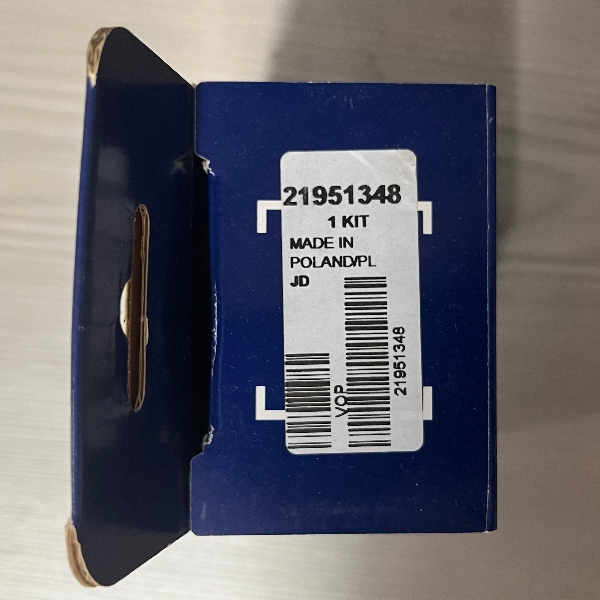 21951348
1 KIT
MADE IN
POLAND/PL
JD
VOP
21951348